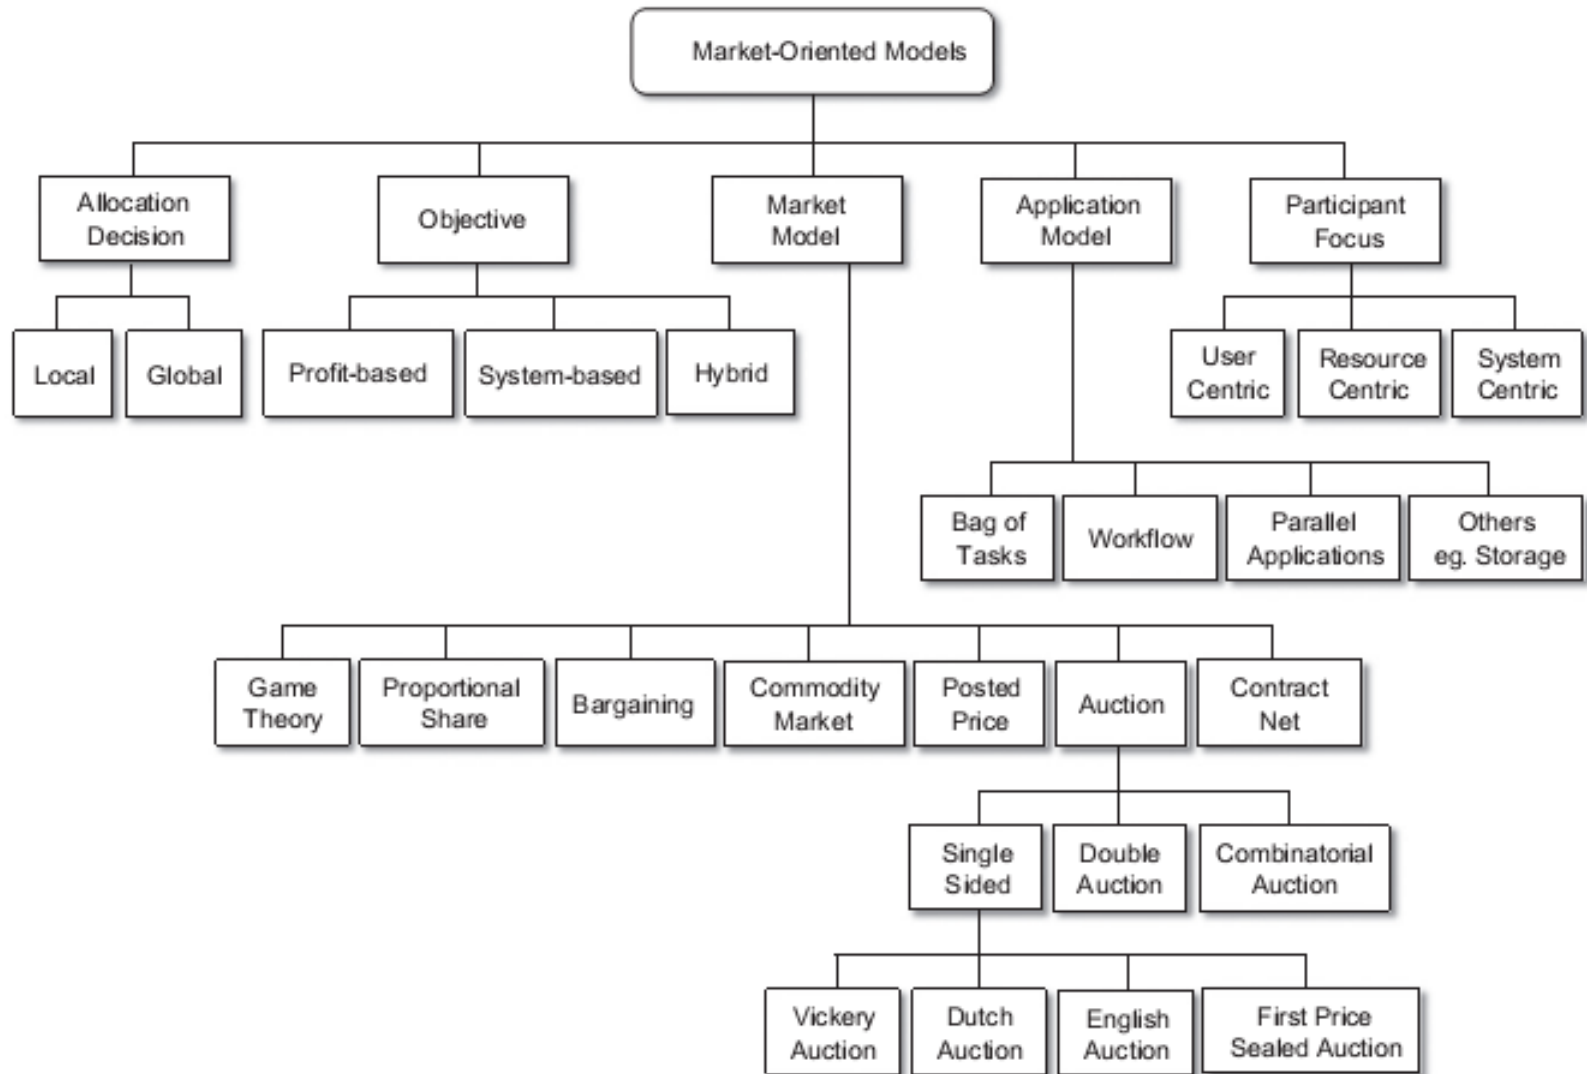 Market-Oriented Models
Allocation
Decision
Objective
Market
Model
Application
Model
Participant
Focus
Local
Global
Profit-based
System-based
Hybrid
User
Centric
Resource
Centric
System
Centric
Bag of
Tasks
Workflow
Parallel
Applications
Others
eg. Storage
Game
Theory
Proportional
Share
Bargaining
Commodity
Market
Posted
Price
Auction
Contract
Net
Single
Sided
Double
Auction
Combinatorial
Auction
Vickery
Auction
Dutch
Auction
English
Auction
First Price
Sealed Auction